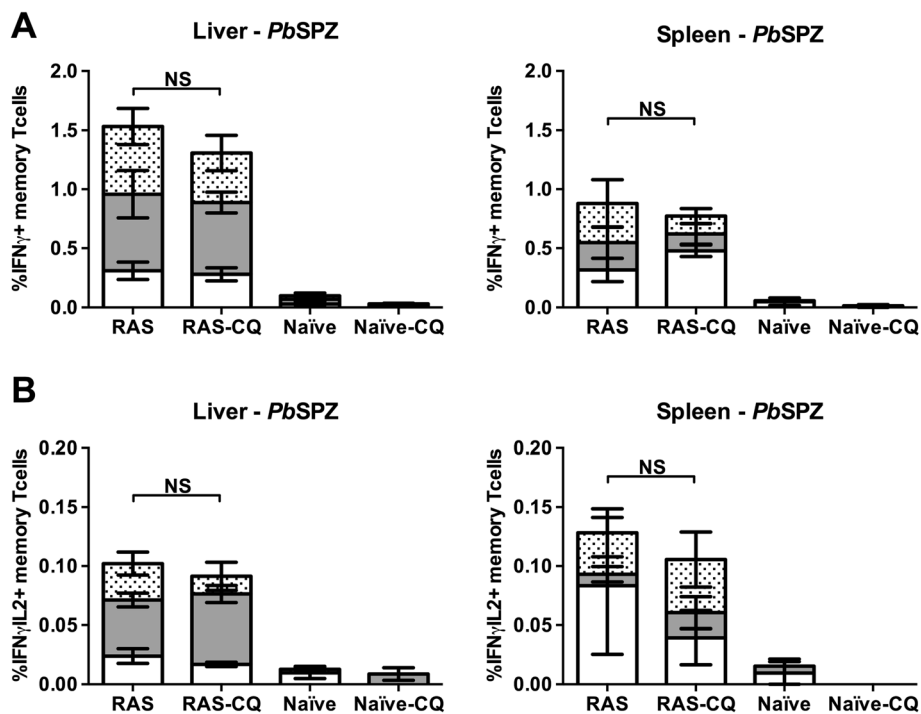 A
Liver - PbSPZ
%IFNγ+ memory Tcells
2.0
1.5
1.0
0.5
0.0
NS
RAS
RAS-CQ
Naïve
Naïve-CQ
Spleen - PbSPZ
%IFNγ+ memory Tcells
2.0
1.5
1.0
0.5
0.0
NS
RAS
RAS-CQ
Naïve
Naïve-CQ
B
Liver - PbSPZ
%IFNγIL2+ memory Tcells
0.20
0.15
0.10
0.05
0.00
NS
RAS
RAS-CQ
Naïve
Naïve-CQ
Spleen - PbSPZ
%IFNγIL2+ memory Tcells
0.20
0.15
0.10
0.05
0.00
NS
RAS
RAS-CQ
Naïve
Naïve-CQ